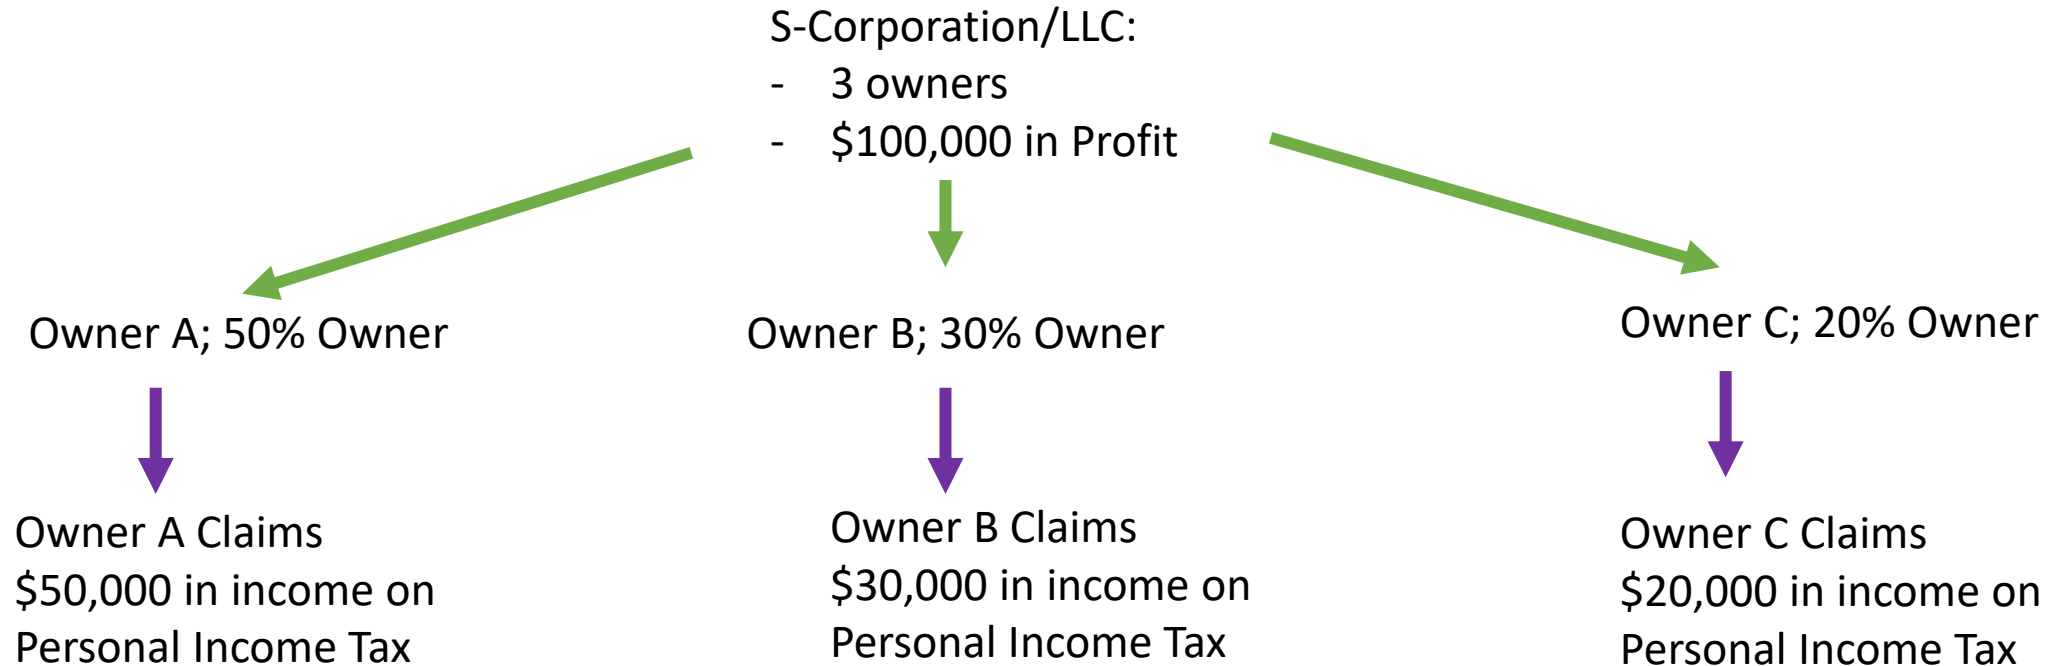 S-Corporation/LLC:
- 3 owners
- $100,000 in Profit
Owner A; 50% Owner
Owner B; 30% Owner
Owner C; 20% Owner
Owner A Claims
$50,000 in income on
Personal Income Tax
Owner B Claims
$30,000 in income on
Personal Income Tax
Owner C Claims
$20,000 in income on
Personal Income Tax